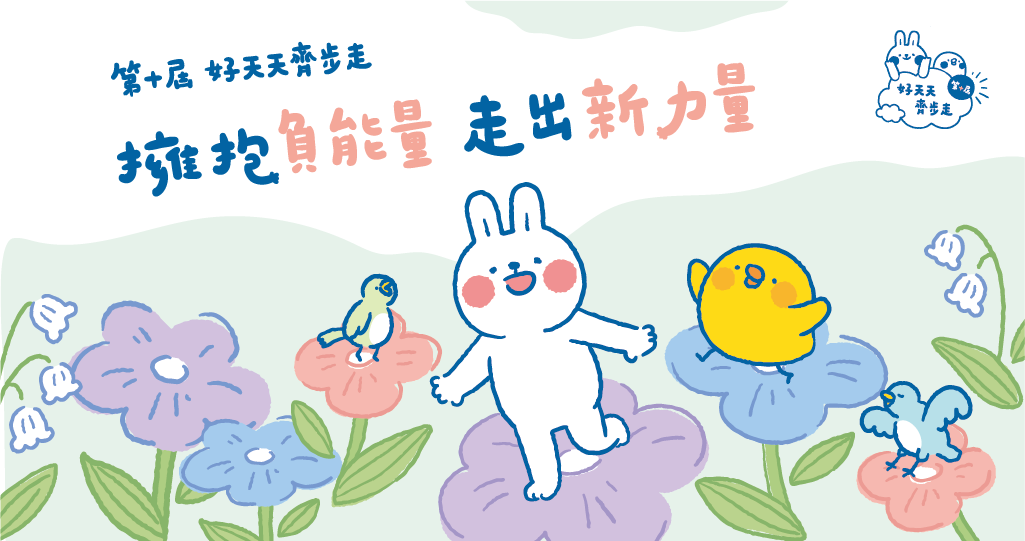 第十屆 好天天齊步走
擁抱負能量 走出新力量
好天天
第十屆
齊步走